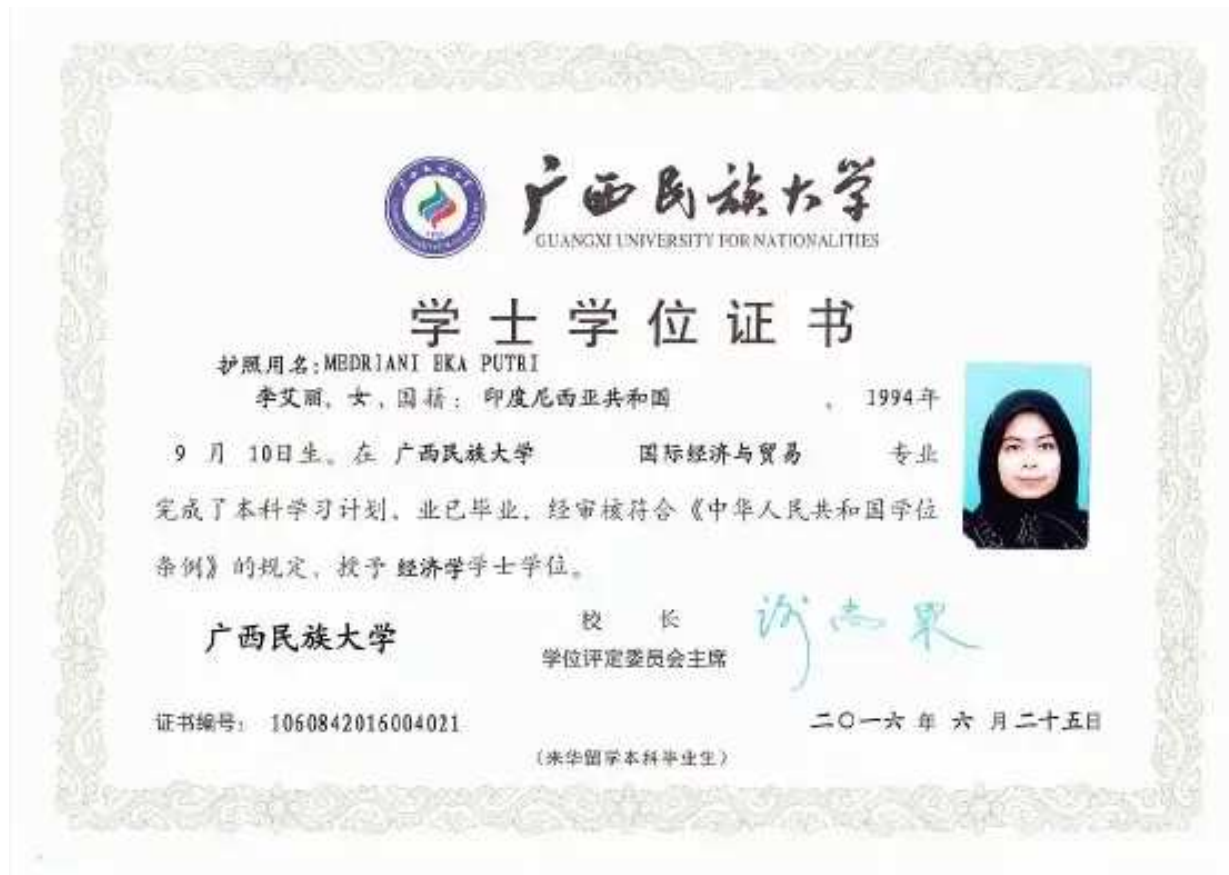 广西民族大学
GUANGXI UNIVERSITY FOR NATIONALITIES
学士学位证书
护照用名:MEDRIANI EKA PUTRI
李艾丽、女、国籍: 印度尼西亚共和国 、 1994年
9 月 10日生。在 广西民族大学 国际经济与贸易 专业
完成了本科学习计划、业已毕业、经审核符合《中华人民共和国学位
条例》的规定、授予 经济学学士学位。
广西民族大学
校 长
学位评定委员会主席
证书编号: 1060842016004021
二〇一六 年 六 月二十五日
(来华留学本科毕业生)